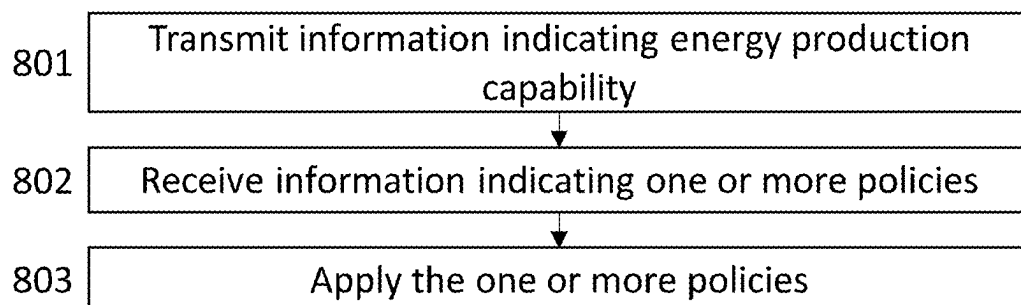 801
Transmit information indicating energy production
capability
802
Receive information indicating one or more policies
803
Apply the one or more policies